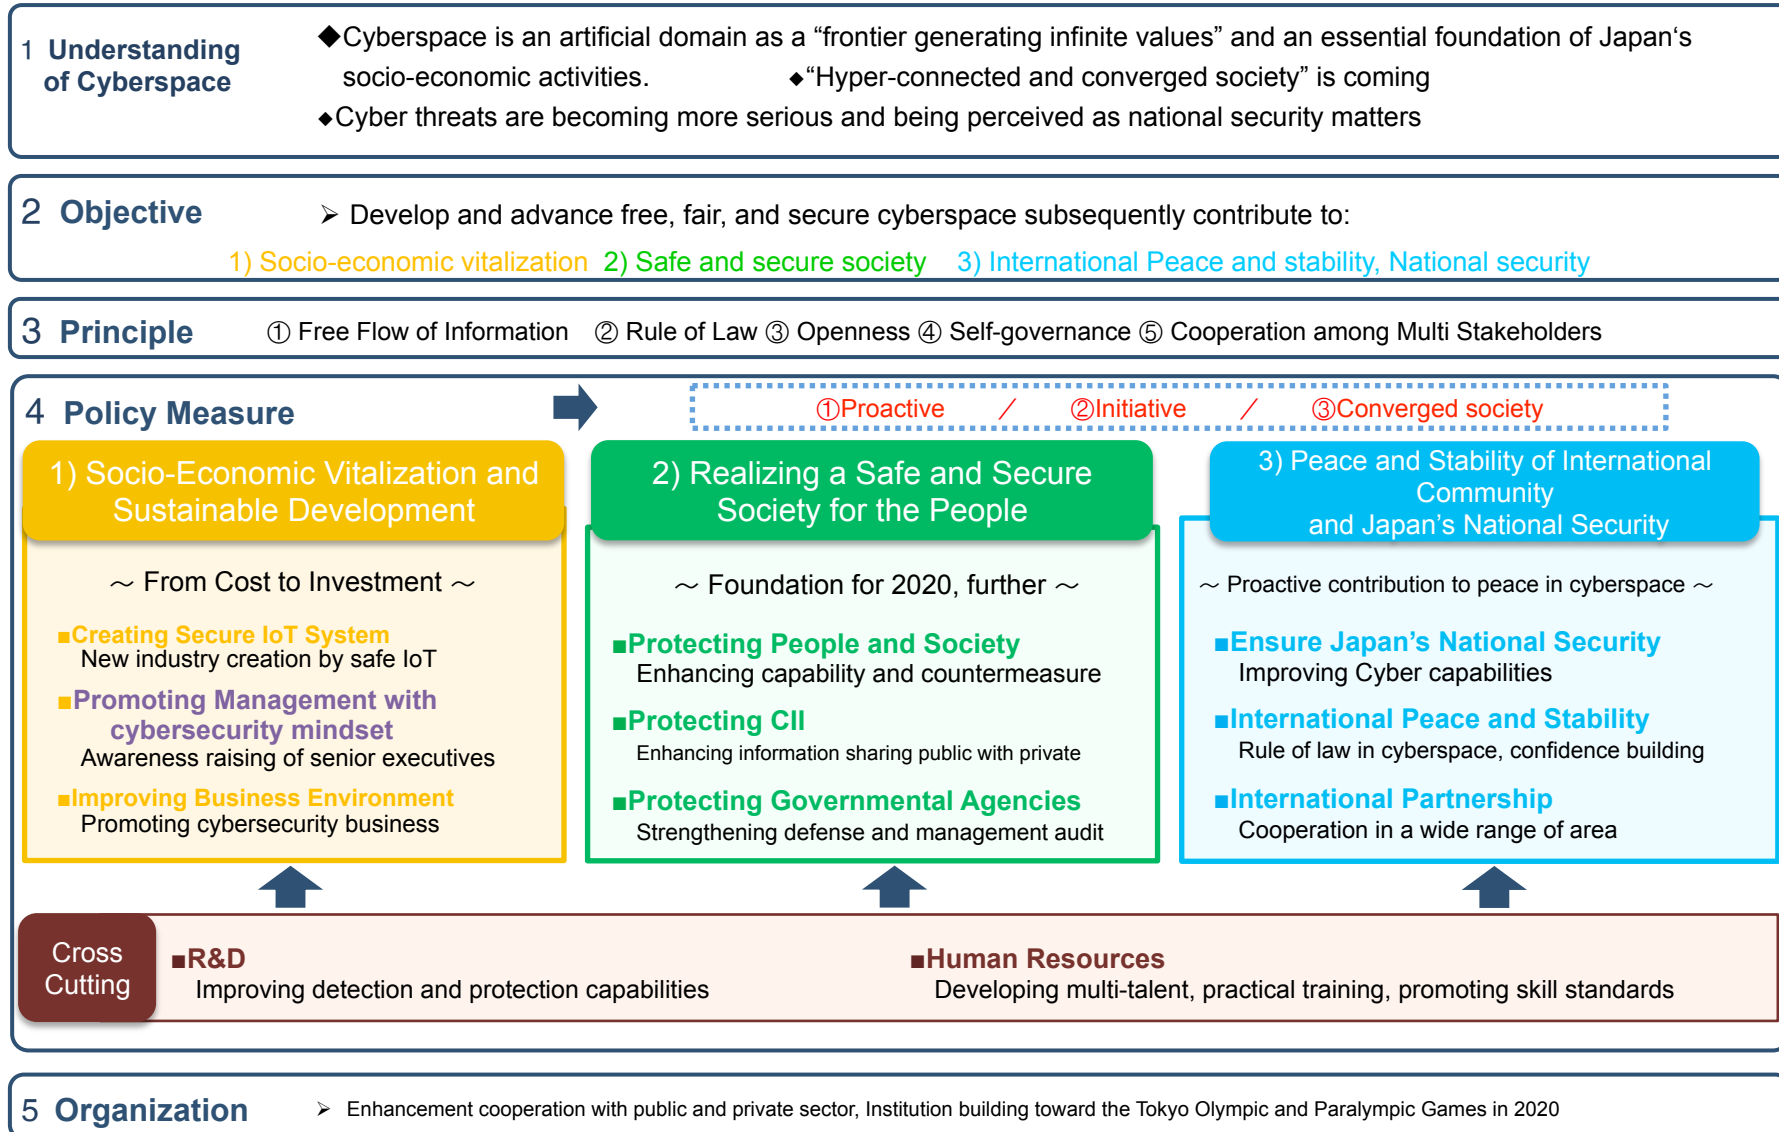 1 Understanding of Cyberspace
◆Cyberspace is an artificial domain as a “frontier generating infinite values” and an essential foundation of Japan‘s
socio-economic activities. ◆“Hyper-connected and converged society” is coming
◆Cyber threats are becoming more serious and being perceived as national security matters
2 Objective
➢ Develop and advance free, fair, and secure cyberspace subsequently contribute to:
1) Socio-economic vitalization 2) Safe and secure society 3) International Peace and stability, National security
3 Principle ① Free Flow of Information ② Rule of Law ③ Openness ④ Self-governance ⑤ Cooperation among Multi Stakeholders
4 Policy Measure
①Proactive ／ ②Initiative ／ ③Converged society
1) Socio-Economic Vitalization and
Sustainable Development
～ From Cost to Investment ～
■Creating Secure IoT System
New industry creation by safe IoT
■Promoting Management with
cybersecurity mindset
Awareness raising of senior executives
■Improving Business Environment
Promoting cybersecurity business
2) Realizing a Safe and Secure
Society for the People
～ Foundation for 2020, further ～
■Protecting People and Society
Enhancing capability and countermeasure
■Protecting CII
Enhancing information sharing public with private
■Protecting Governmental Agencies
Strengthening defense and management audit
3) Peace and Stability of International
Community
and Japan’s National Security
～ Proactive contribution to peace in cyberspace ～
■Ensure Japan’s National Security
Improving Cyber capabilities
■International Peace and Stability
Rule of law in cyberspace, confidence building
■International Partnership
Cooperation in a wide range of area
Cross
Cutting
■R&D
Improving detection and protection capabilities
■Human Resources
Developing multi-talent, practical training, promoting skill standards
5 Organization
➢ Enhancement cooperation with public and private sector, Institution building toward the Tokyo Olympic and Paralympic Games in 2020